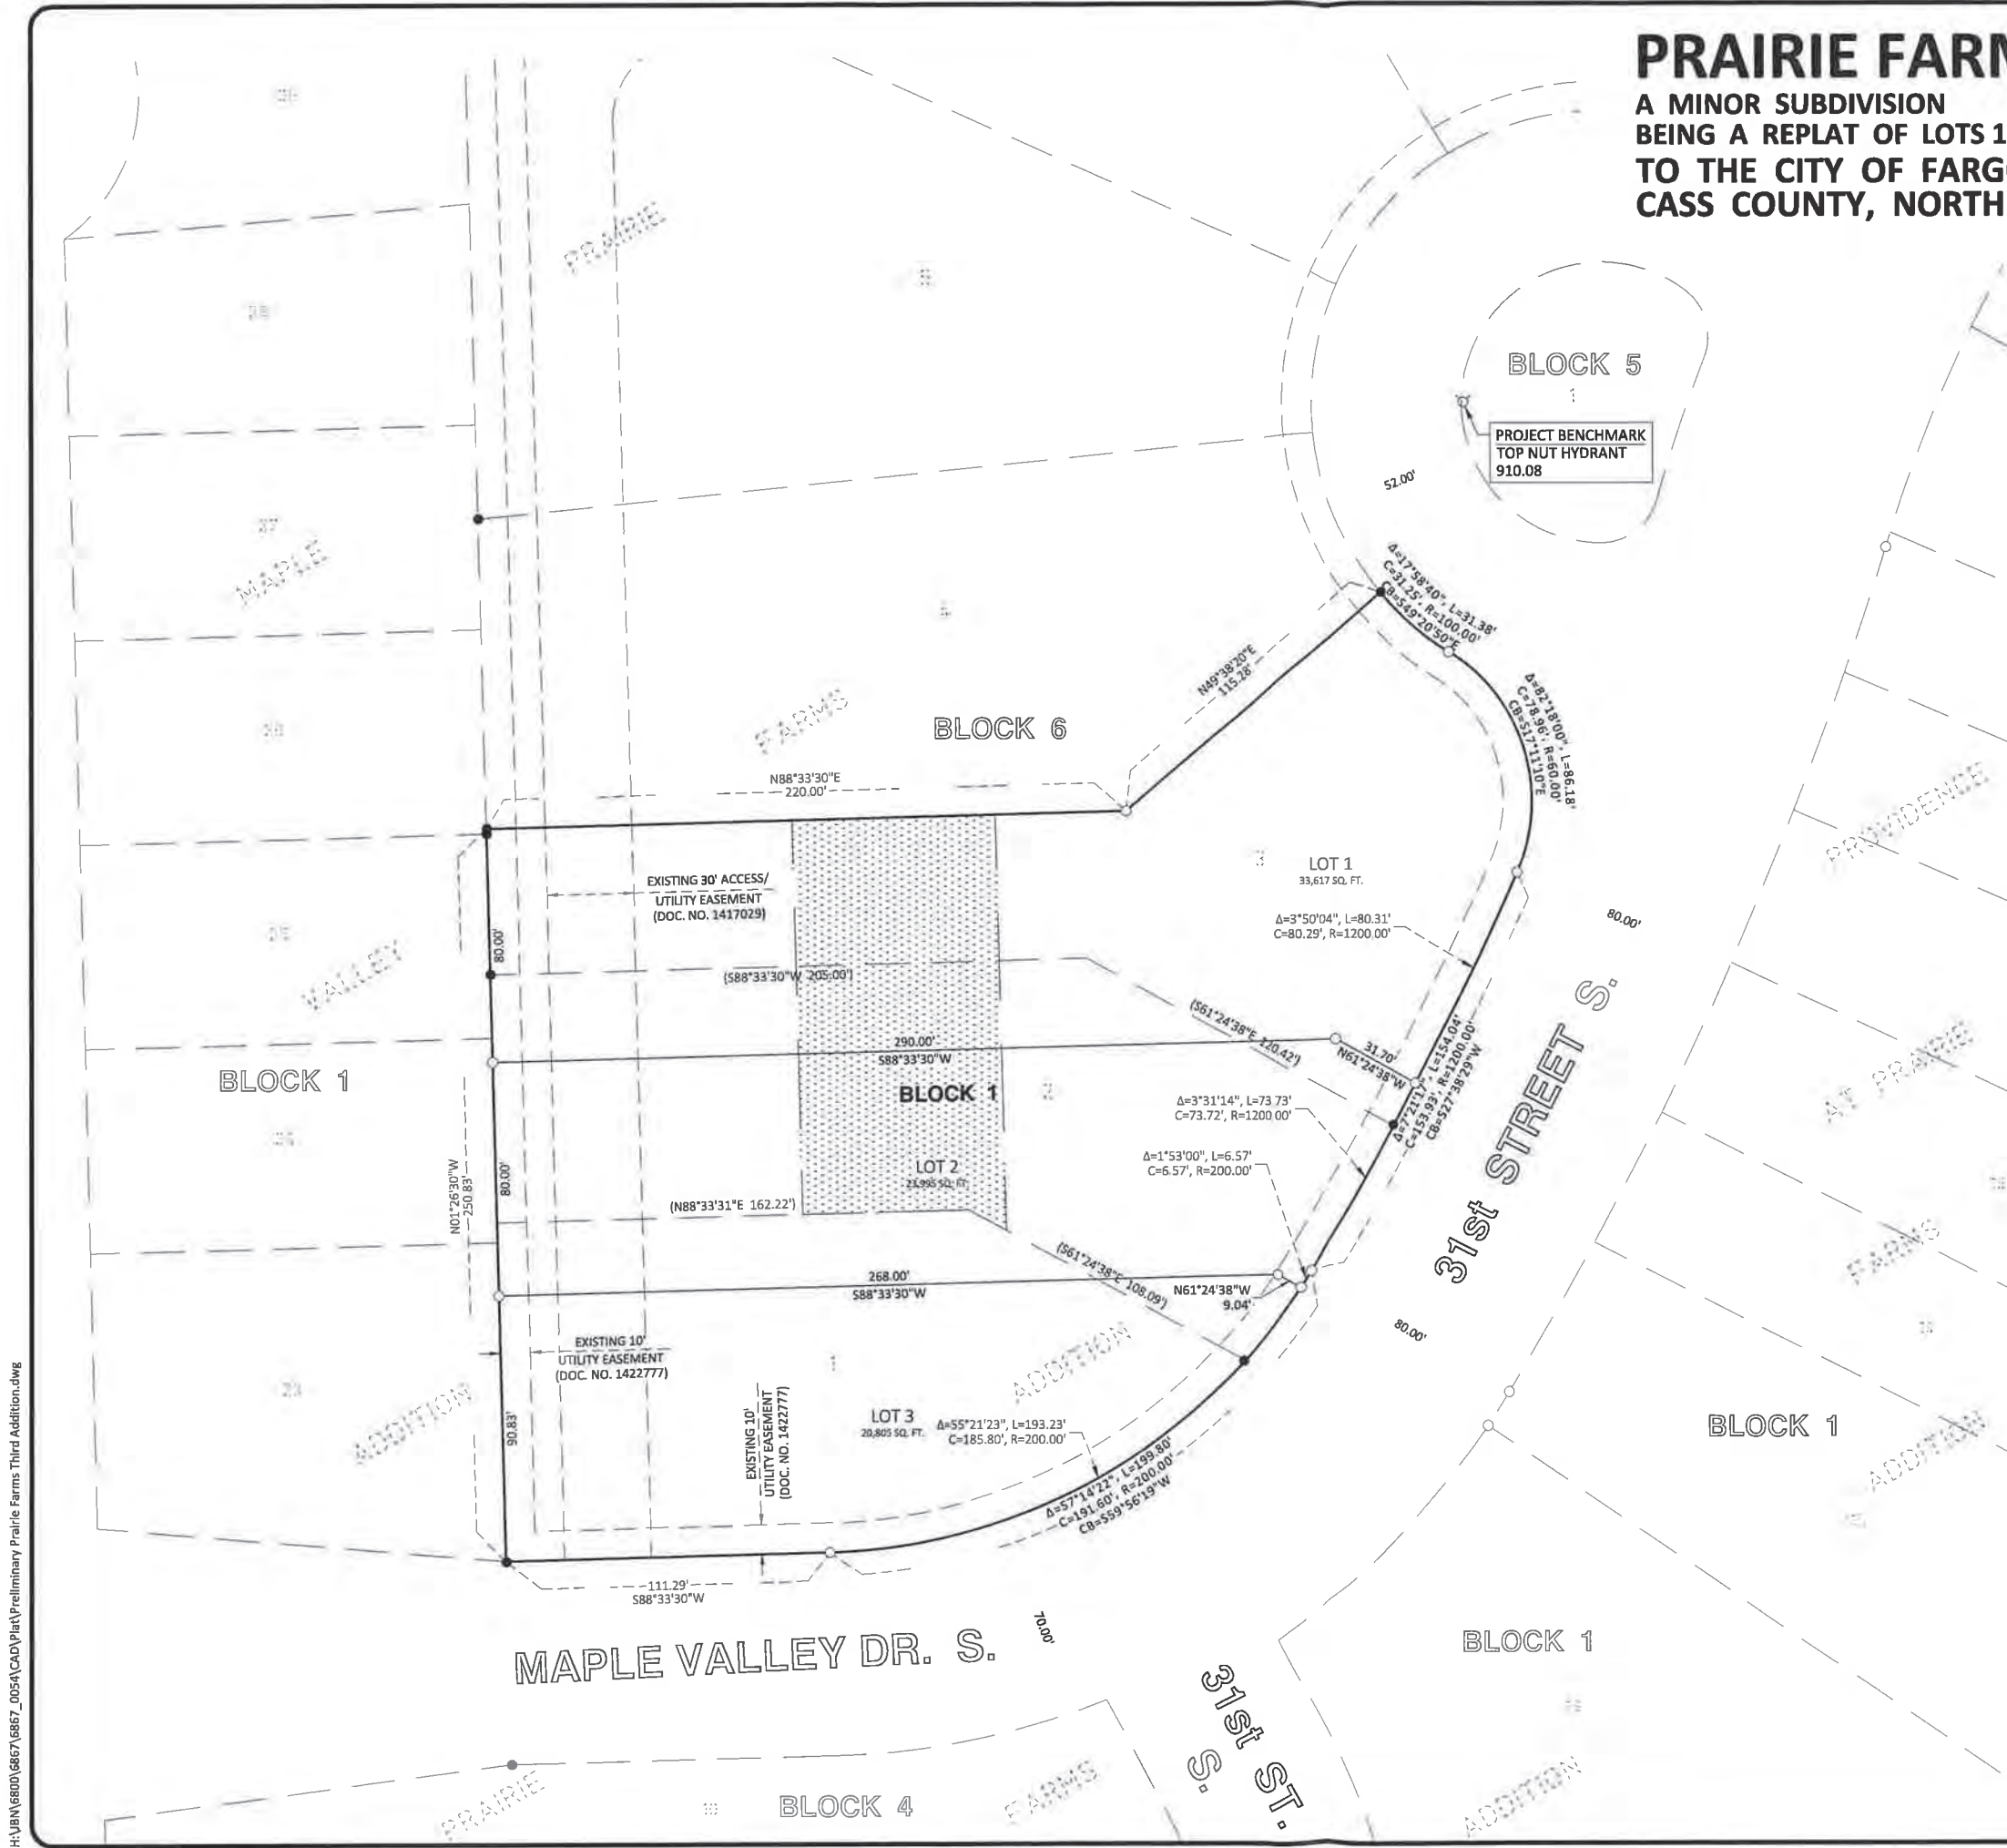 PRAIRIE FARM
A MINOR SUBDIVISION
BEING A REPLAT OF LOTS 1
TO THE CITY OF FARGO
CASS COUNTY, NORTH
PRAIRIE
38
37
MAPLE
BLOCK 5
1
PROJECT BENCHMARK
TOP NUT HYDRANT
910.08
52.00'
Δ=17°58'40", L=31.38'
C=31.25', R=100.00'
CB=S49°20'50"E
N49°38'20"E
115.28'
Δ=82°18'00", L=86.18'
C=78.96', R=60.00'
CB=S17°11'10"E
FARMS
BLOCK 6
N88°33'30"E
220.00'
PROVIDENCE
3
LOT 1
33,617 SQ. FT.
EXISTING 30' ACCESS/
UTILITY EASEMENT
(DOC. NO. 1417029)
Δ=3°50'04", L=80.31'
C=80.29', R=1200.00'
80.00'
80.00'
VALLEY
(S88°33'30"W 205.00')
(S61°24'38"E 120.42')
31.70'
N61°24'38"W
290.00'
S88°33'30"W
Δ=7°21'17", L=154.04'
C=153.93', R=1200.00'
CB=S27°38'29"W
31st STREET S.
AT PRAIRIE
BLOCK 1
BLOCK 1
2
Δ=3°31'14", L=73.73'
C=73.72', R=1200.00'
Δ=1°53'00", L=6.57'
C=6.57', R=200.00'
LOT 2
23,995 SQ. FT.
N01°26'30"W
250.83'
80.00'
(N88°33'31"E 162.22')
FARMS
(S61°24'38"E 108.09')
268.00'
S88°33'30"W
N61°24'38"W
9.04'
80.00'
EXISTING 10'
UTILITY EASEMENT
(DOC. NO. 1422777)
1
ADDITION
23
ADDITION
90.83'
EXISTING 10'
UTILITY EASEMENT
(DOC. NO. 1422777)
LOT 3
20,805 SQ. FT.
Δ=55°21'23", L=193.23'
C=185.80', R=200.00'
Δ=57°14'22", L=199.80'
C=191.60', R=200.00'
CB=S59°56'19"W
BLOCK 1
ADDITION
111.29'
S88°33'30"W
70.00'
MAPLE VALLEY DR. S.
BLOCK 1
31st ST.
S.
PRAIRIE
BLOCK 4
FARMS
ADDITION
H:\JBN\6800\6867\6867_0054\CAD\Plat\Preliminary Prairie Farms Third Addition.dwg